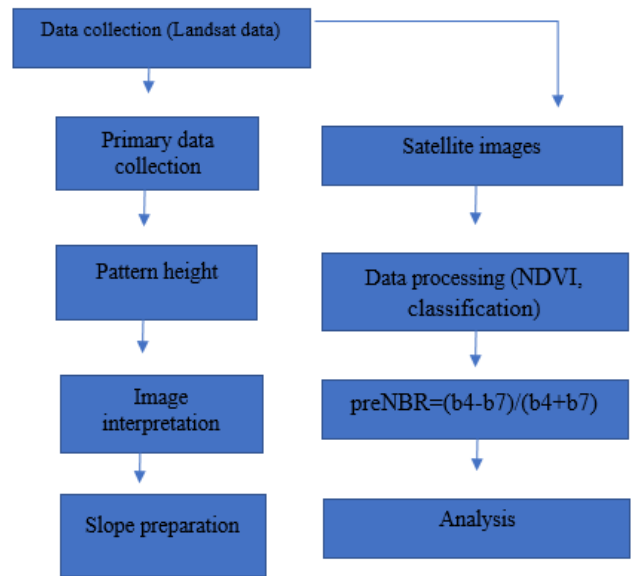 Data collection (Landsat data)
Primary data
collection
Pattern height
Image
interpretation
Slope preparation
Satellite images
Data processing (NDVI,
classification)
preNBR=(b4-b7)/(b4+b7)
Analysis